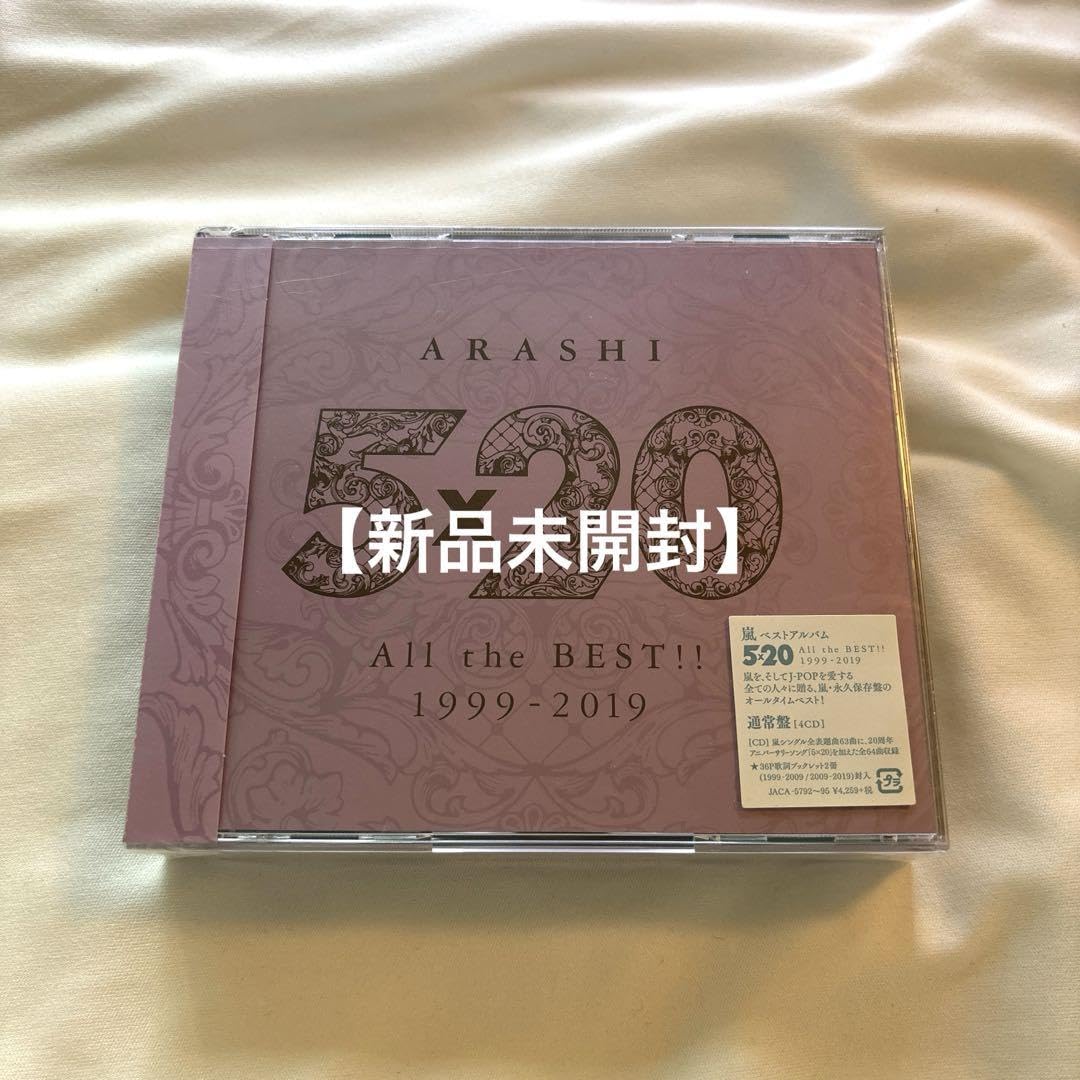 ARASHI
5×20
【新品未開封】
All the BEST!!
1999-2019
嵐 ベストアルバム
5×20 All the BEST!!
1999-2019
嵐を、そしてJ-POPを愛する
全ての人々に贈る、嵐・永久保存盤の
オールタイムベスト!
通常盤[4CD]
[CD] 嵐シングル全表題曲63曲に、20周年
アニバーサリーソング「5×20」を加えた全64曲収録
★36P歌詞ブックレット2冊
(1999-2009/2009-2019)封入
JACA-5792〜95 ¥4,259+税
プラ